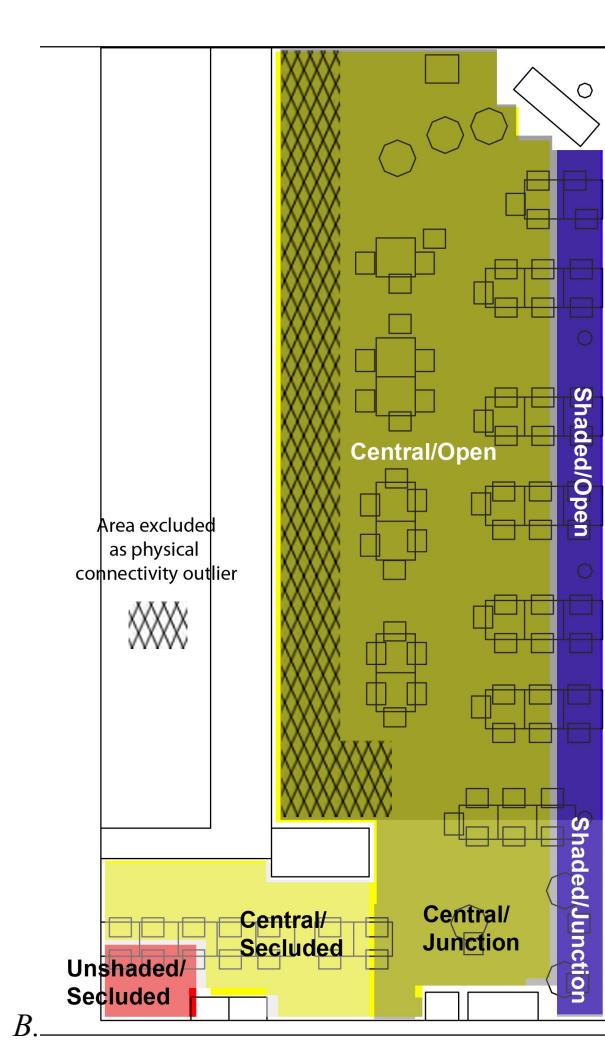 Shaded/Open
Central/Open
Area excluded
as physical
connectivity outlier
Shaded/Junction
Central/
Junction
Central/
Secluded
Unshaded/
Secluded
B.